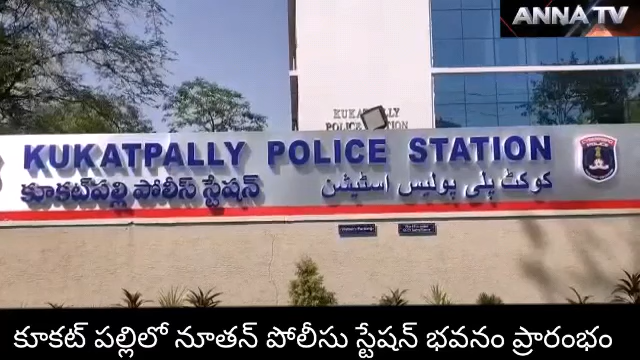 ANNA TV
KUKATPALLY
POLICE STATION
KUKATPALLY POLICE STATION
కూకట్‌పల్లి పోలీస్ స్టేషన్
کوکٹ پلی پولیس اسٹیشن
కూకట్ పల్లిలో నూతన్ పోలీసు స్టేషన్ భవనం ప్రారంభం